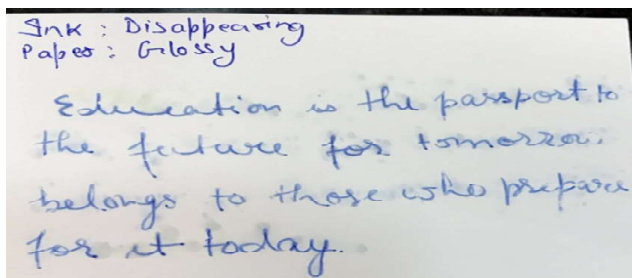 Ink : Disappearing
Paper : Glossy
Education is the passport to
the future for tomorrow
belongs to those who prepare
for it today.